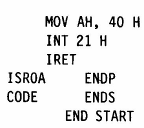 MOV AH, 40 H
INT 21 H
IRET
ISROA ENDP
CODE ENDS
END START